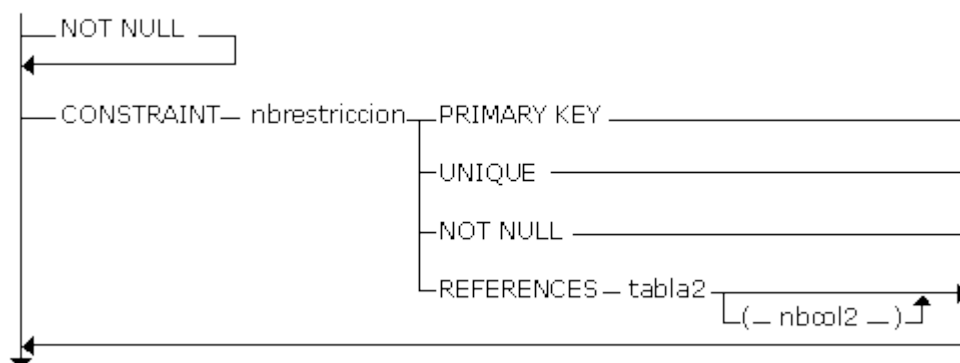 NOT NULL
CONSTRAINT nbrestriccion PRIMARY KEY
UNIQUE
NOT NULL
REFERENCES tabla2
( nbcol2 )